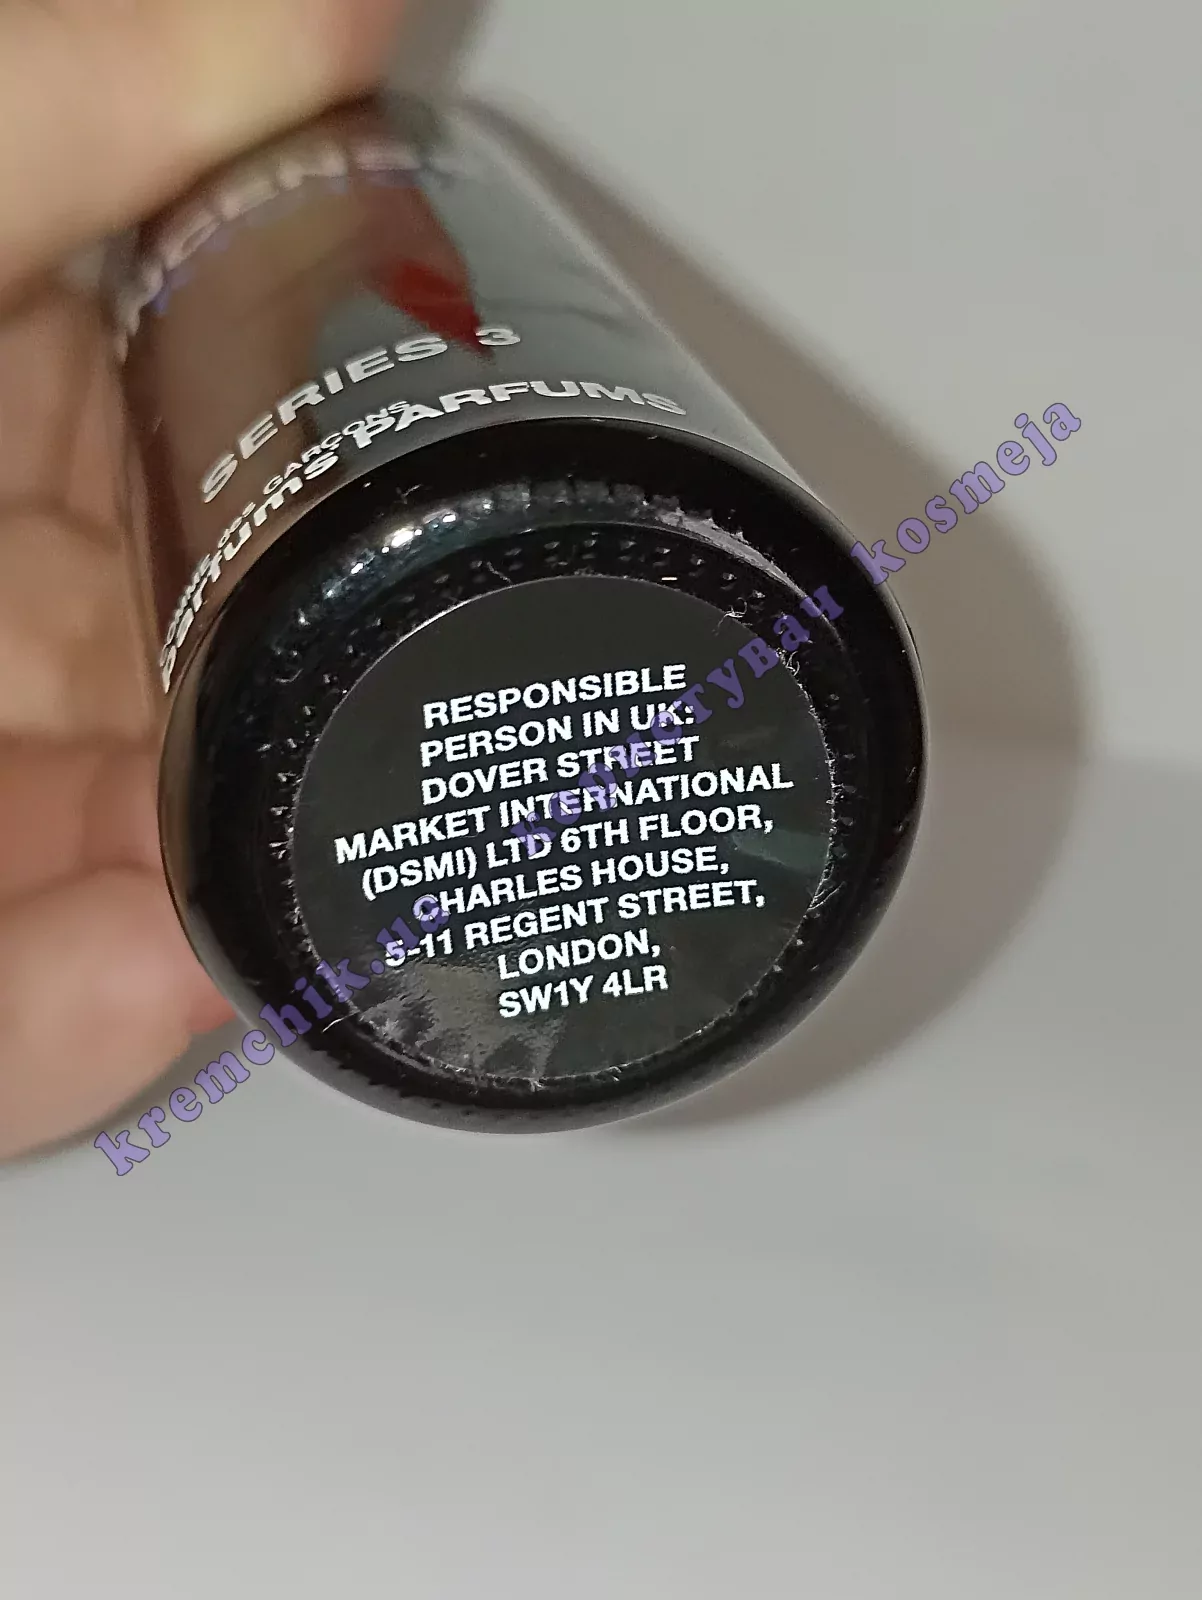 SERIES 3
COMME des GARÇONS
parfums PARFUMS
RESPONSIBLE
PERSON IN UK:
DOVER STREET
MARKET INTERNATIONAL
(DSMI) LTD 6TH FLOOR,
CHARLES HOUSE,
5-11 REGENT STREET,
LONDON,
SW1Y 4LR
kremchik.ua користувач kosmeja